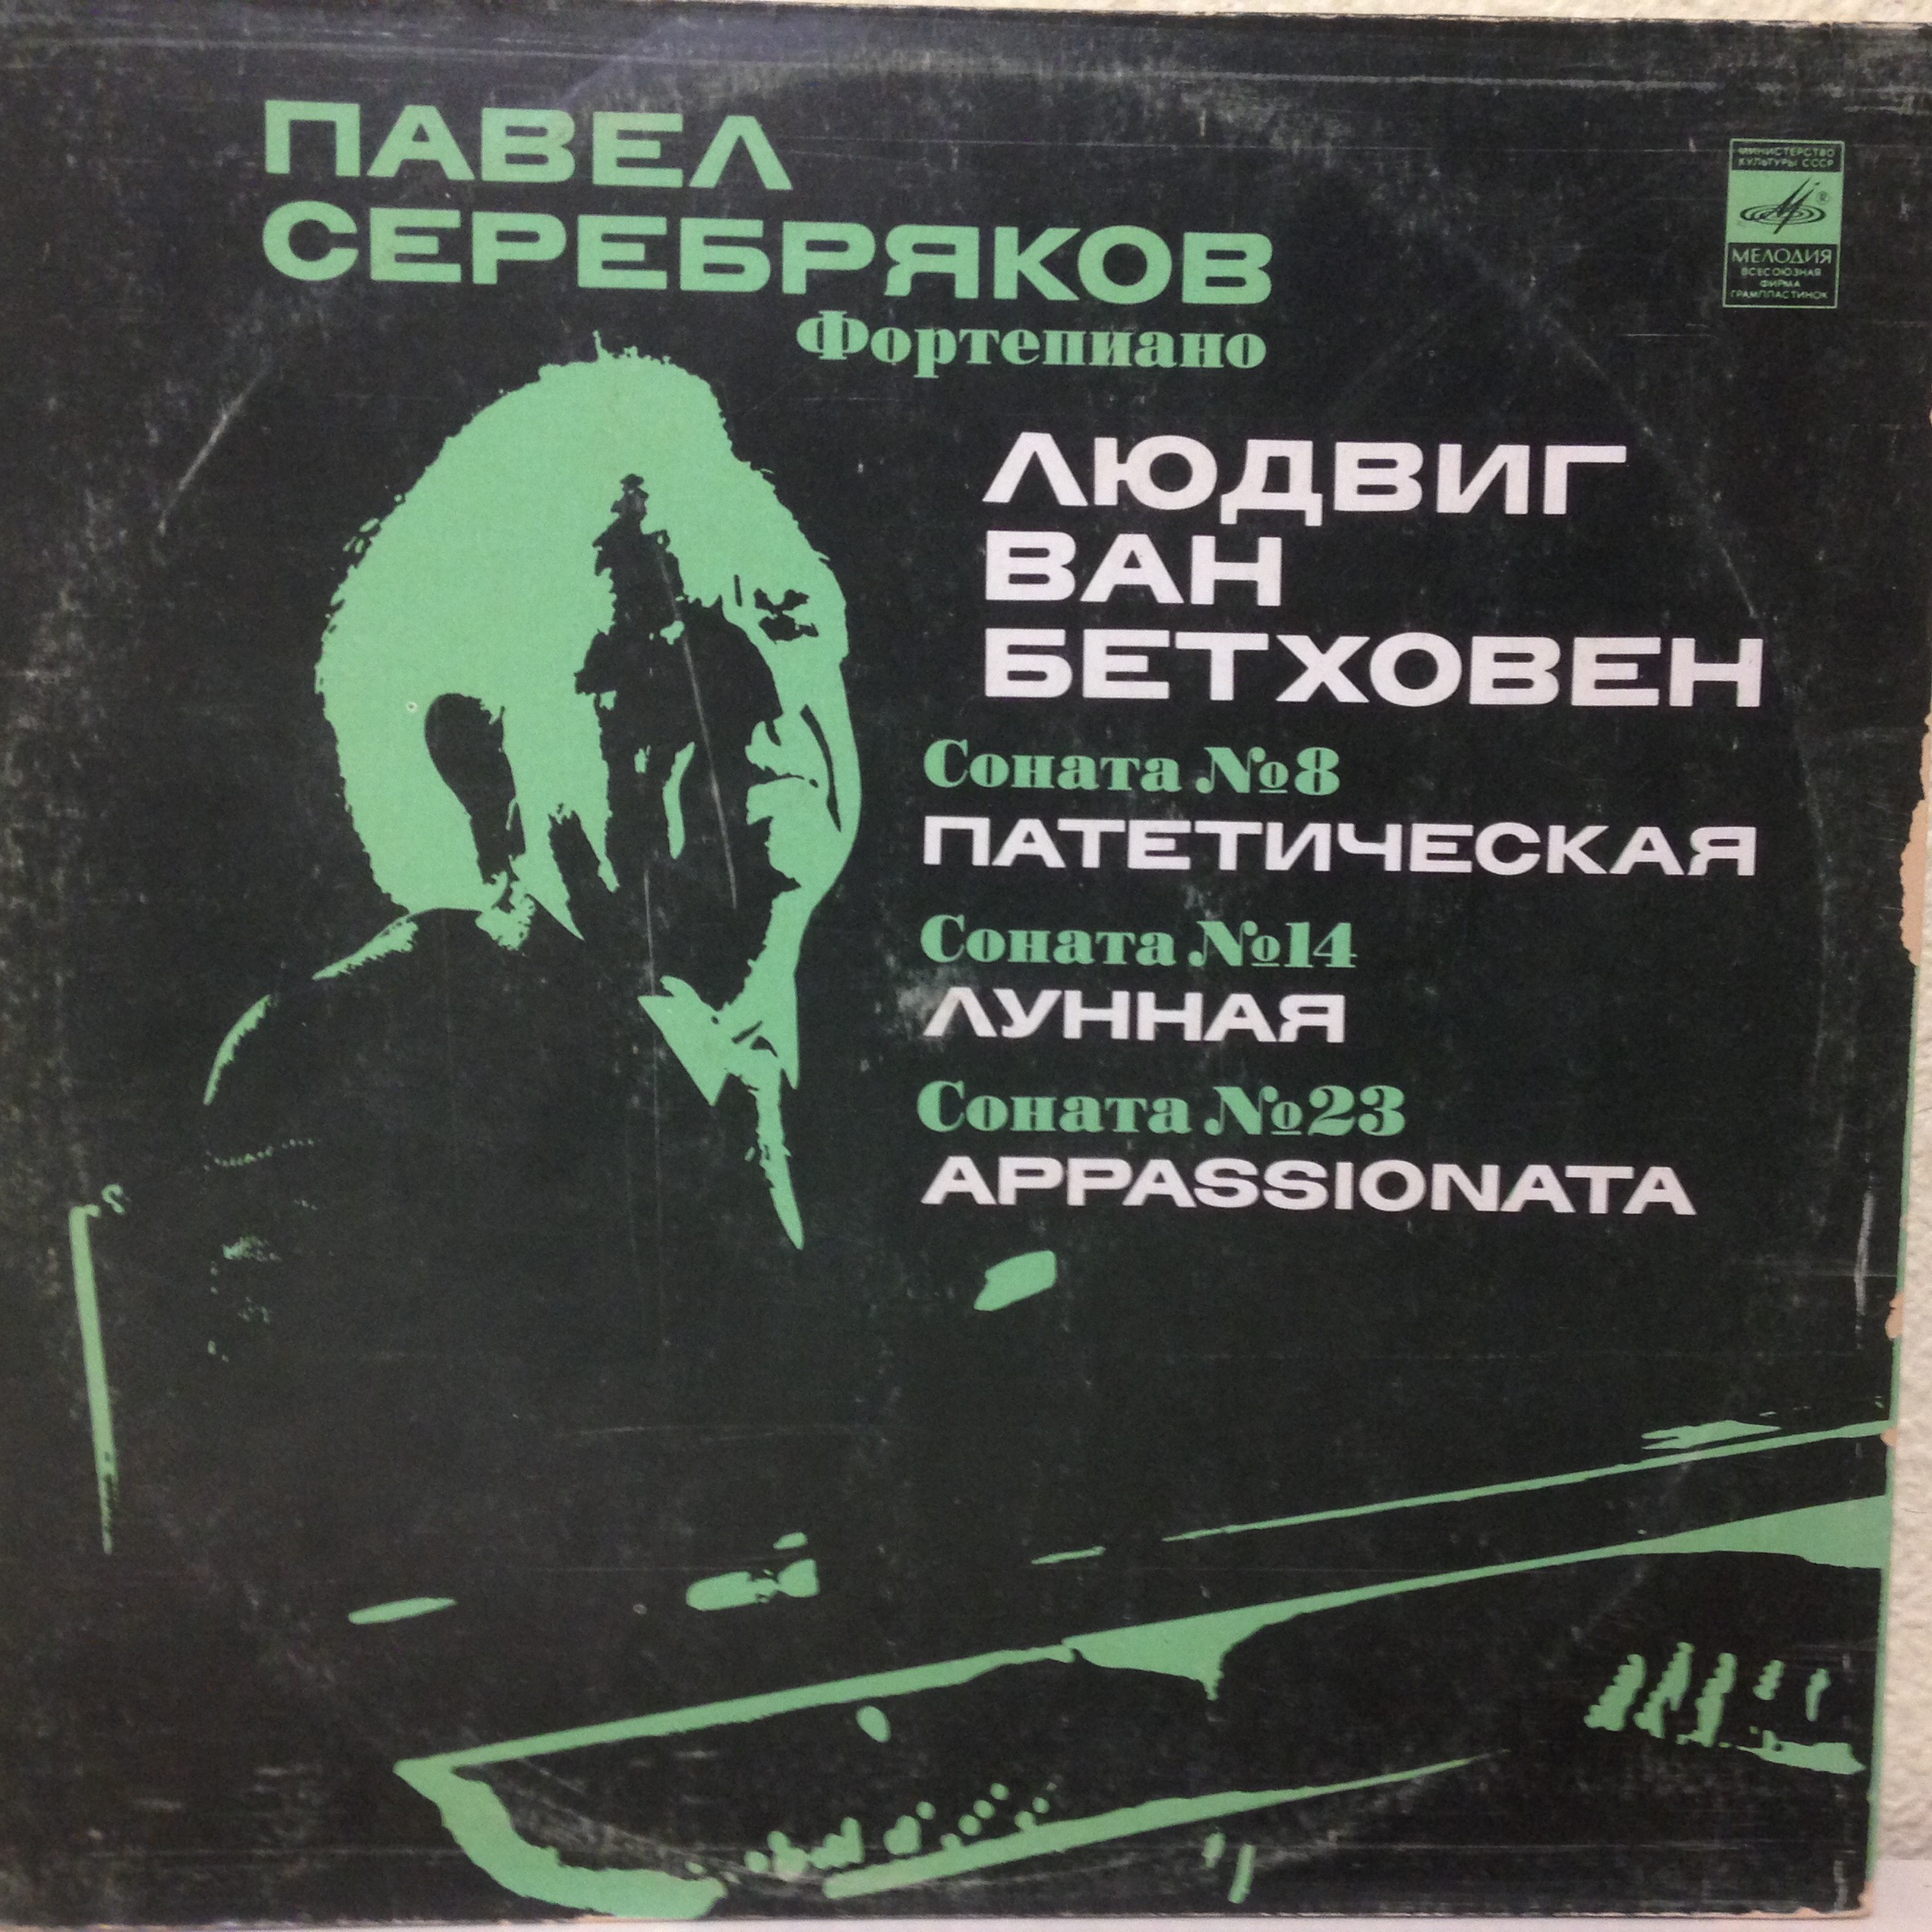 ПАВЕЛ
СЕРЕБРЯКОВ
Фортепиано
МИНИСТЕРСТВО
КУЛЬТУРЫ СССР
®
МЕЛОДИЯ
ВСЕСОЮЗНАЯ
ФИРМА
ГРАМПЛАСТИНОК
ЛЮДВИГ
ВАН
БЕТХОВЕН
Соната №8
ПАТЕТИЧЕСКАЯ
Соната №14
ЛУННАЯ
Соната №23
APPASSIONATA